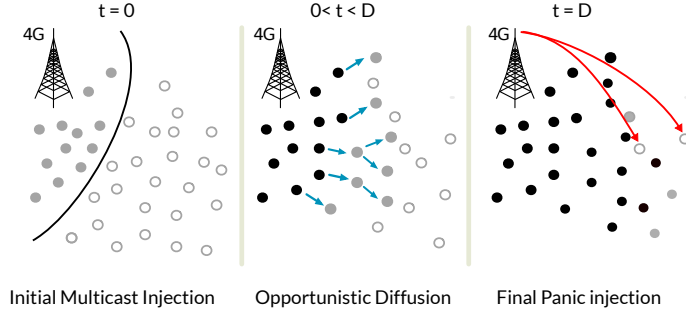 t = 0
0< t < D
t = D
4G
4G
4G
Initial Multicast Injection
Opportunistic Diffusion
Final Panic injection